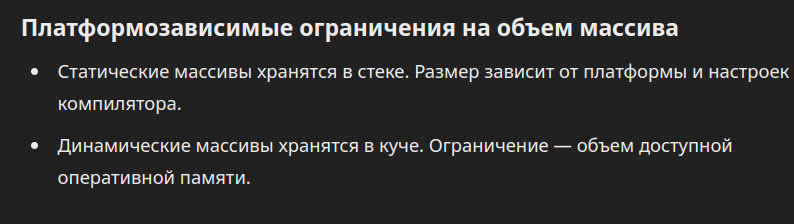 Платформозависимые ограничения на объем массива
• Статические массивы хранятся в стеке. Размер зависит от платформы и настроек
компилятора.
• Динамические массивы хранятся в куче. Ограничение — объем доступной
оперативной памяти.